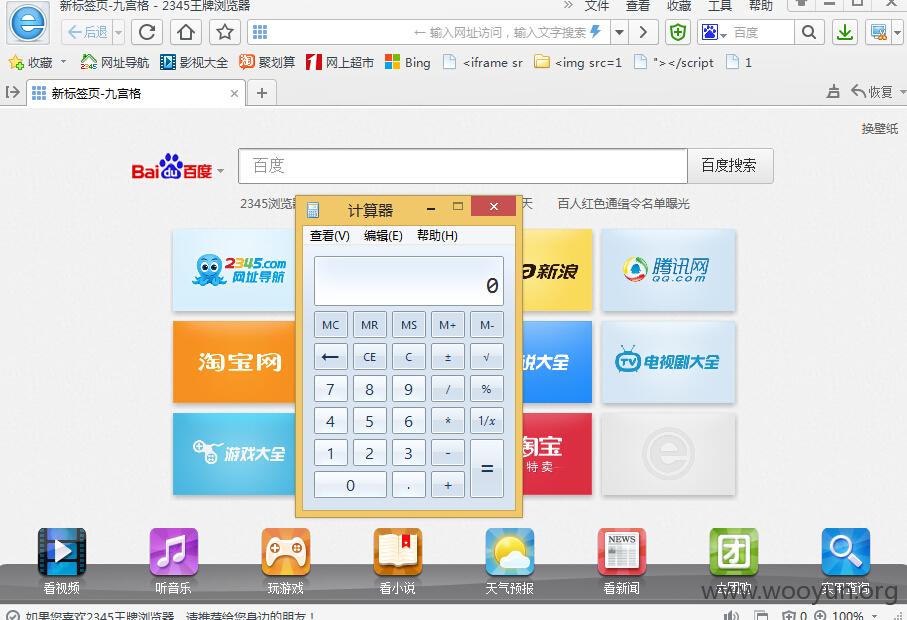 新标签页-九宫格 - 2345王牌浏览器
» 文件 查看 收藏 工具 帮助
←后退
← 输入网址访问，输入文字搜索
百度
收藏 网址导航 影视大全 聚划算 网上超市 Bing <iframe sr <img src=1 "></script 1
新标签页-九宫格 × +
恢复
换壁纸
Bai du 百度
百度
百度搜索
2345浏览
天 百人红色通缉令名单曝光
计算器
查看(V) 编辑(E) 帮助(H)
0
MC MR MS M+ M-
← CE C ± √
7 8 9 / %
4 5 6 * 1/x
1 2 3 - =
0 . +
2345.com
网址导航
新浪
腾讯网
QQ.com
淘宝网
说大全
TV 电视剧大全
游戏大全
淘宝
特卖
NEWS
团
看视频 听音乐 玩游戏 看小说 天气预报 看新闻 去团购 实用查询
www.wooyun.org
如果您喜欢2345王牌浏览器，请推荐给您身边的朋友！
0 100%